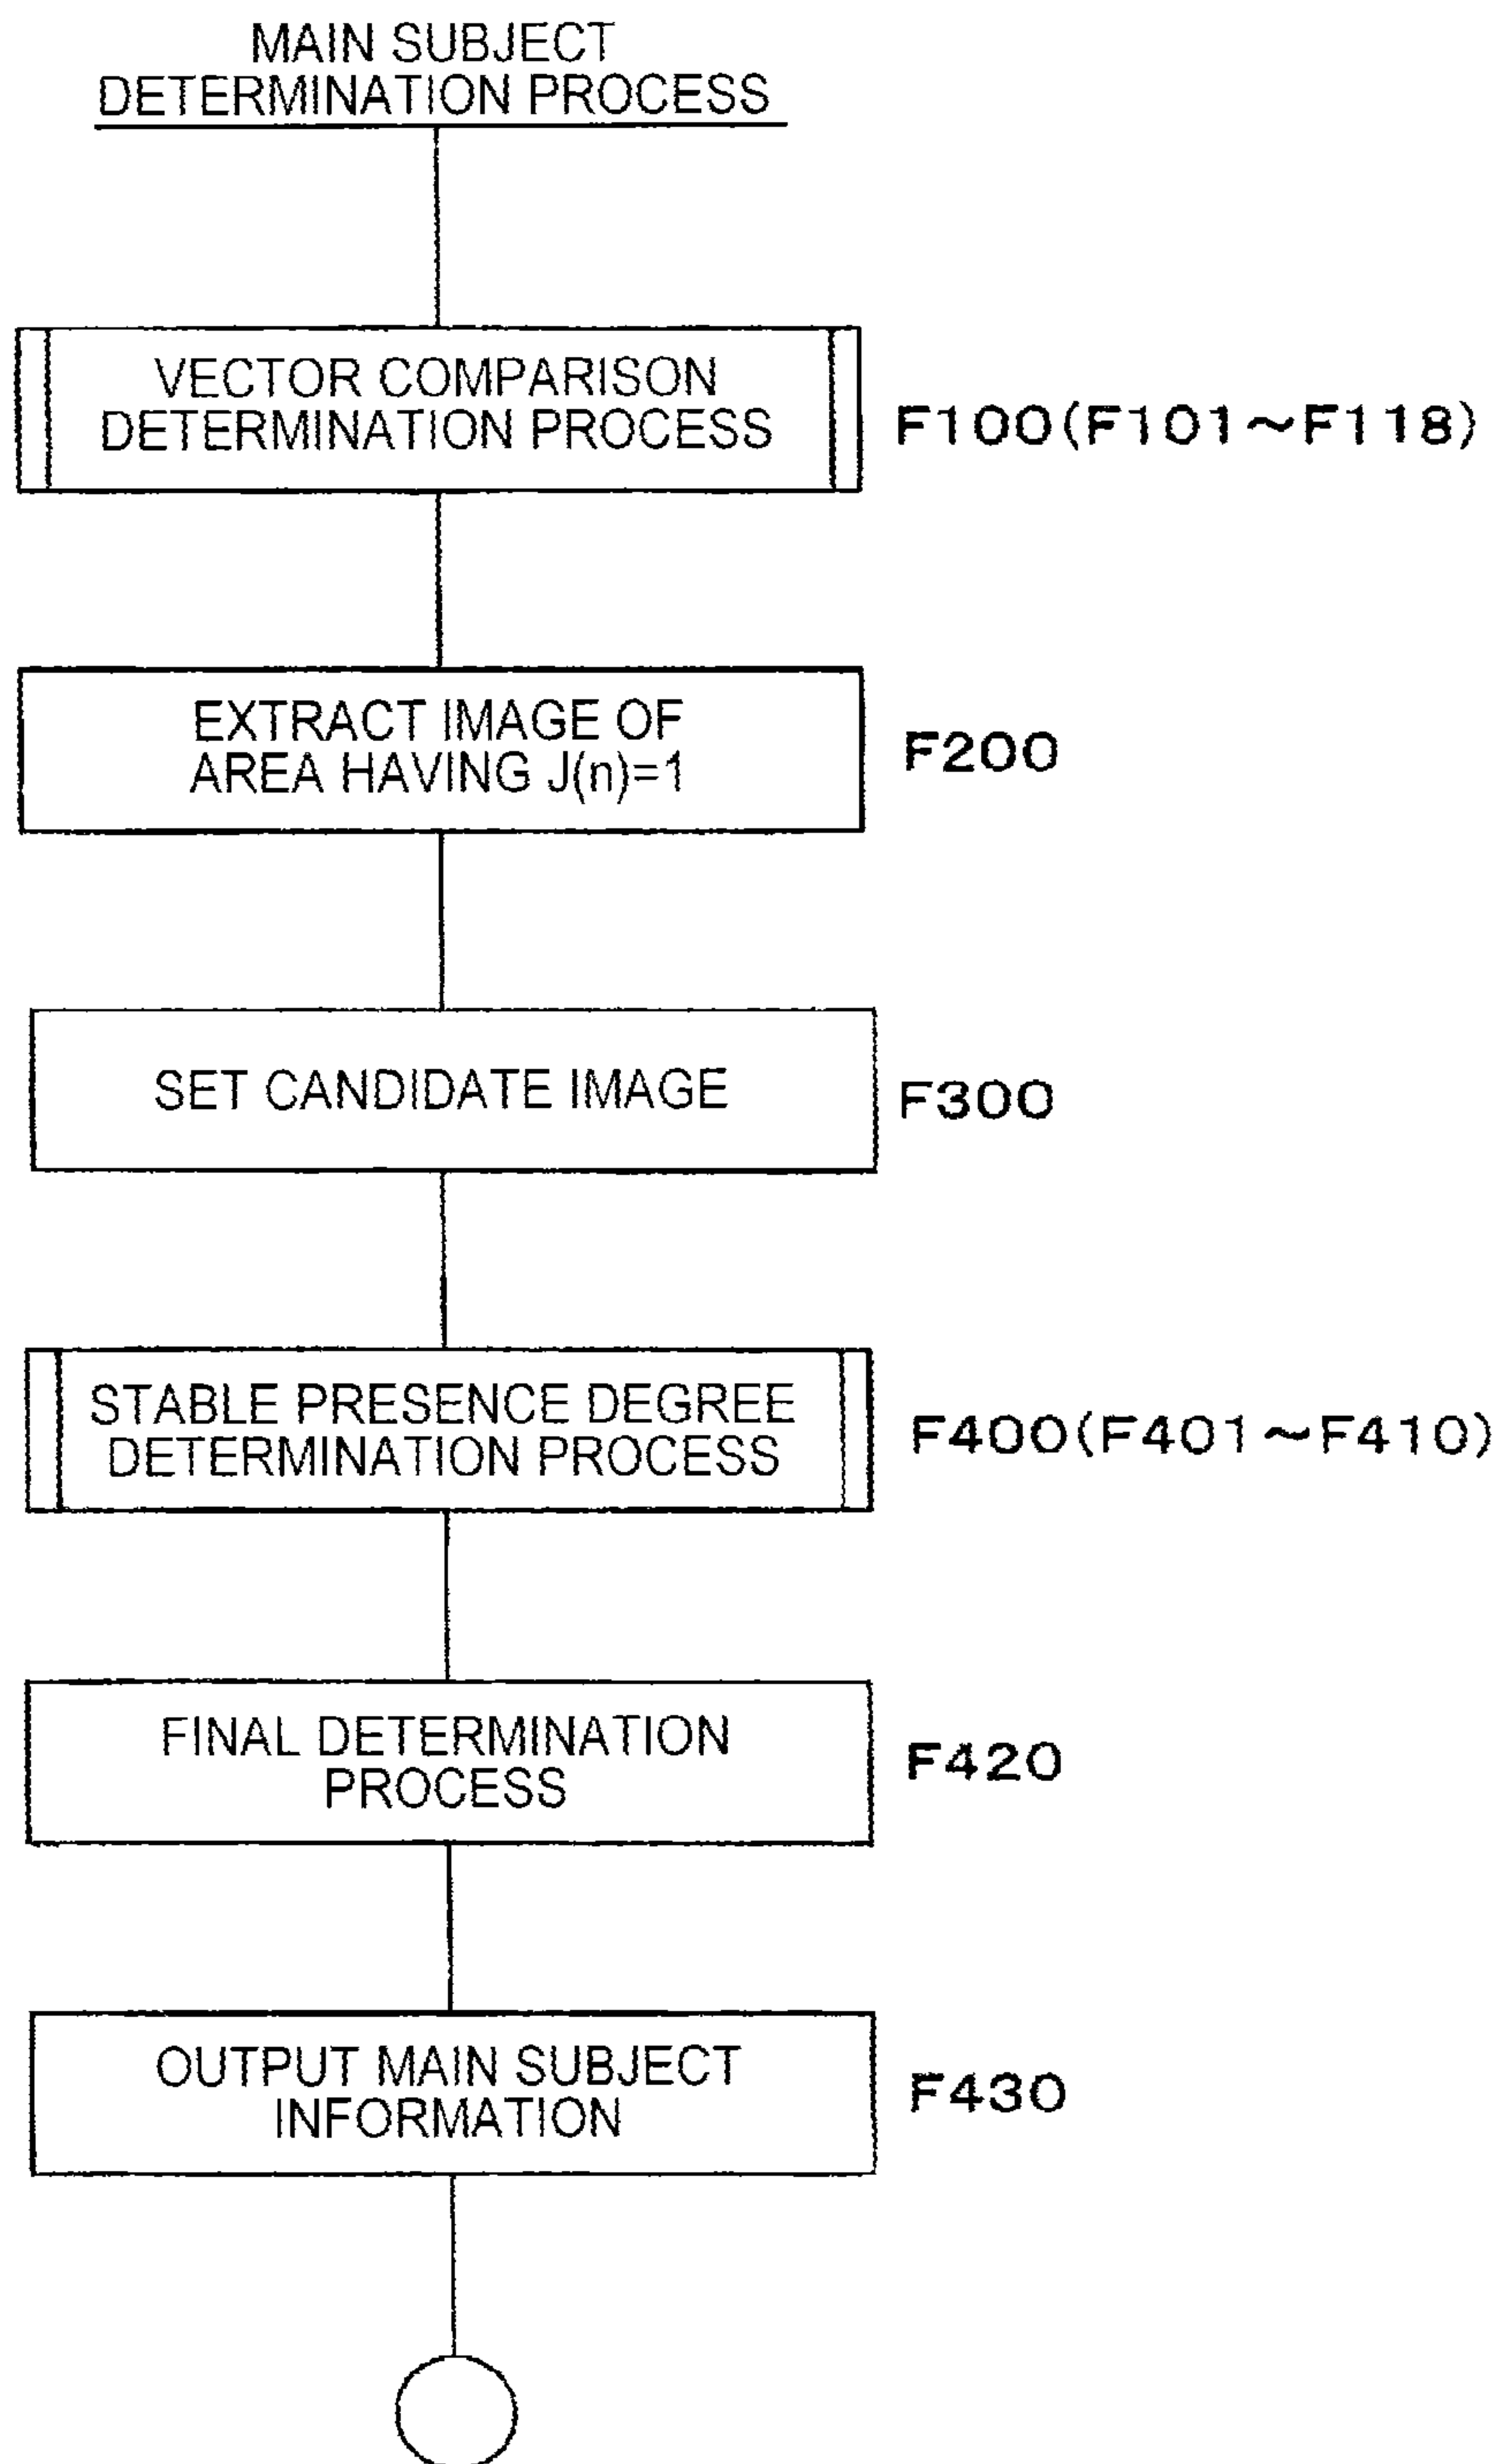 MAIN SUBJECT
DETERMINATION PROCESS
VECTOR COMPARISON
DETERMINATION PROCESS
F100(F101~F118)
EXTRACT IMAGE OF
AREA HAVING J(n)=1
F200
SET CANDIDATE IMAGE
F300
STABLE PRESENCE DEGREE
DETERMINATION PROCESS
F400(F401~F410)
FINAL DETERMINATION
PROCESS
F420
OUTPUT MAIN SUBJECT
INFORMATION
F430